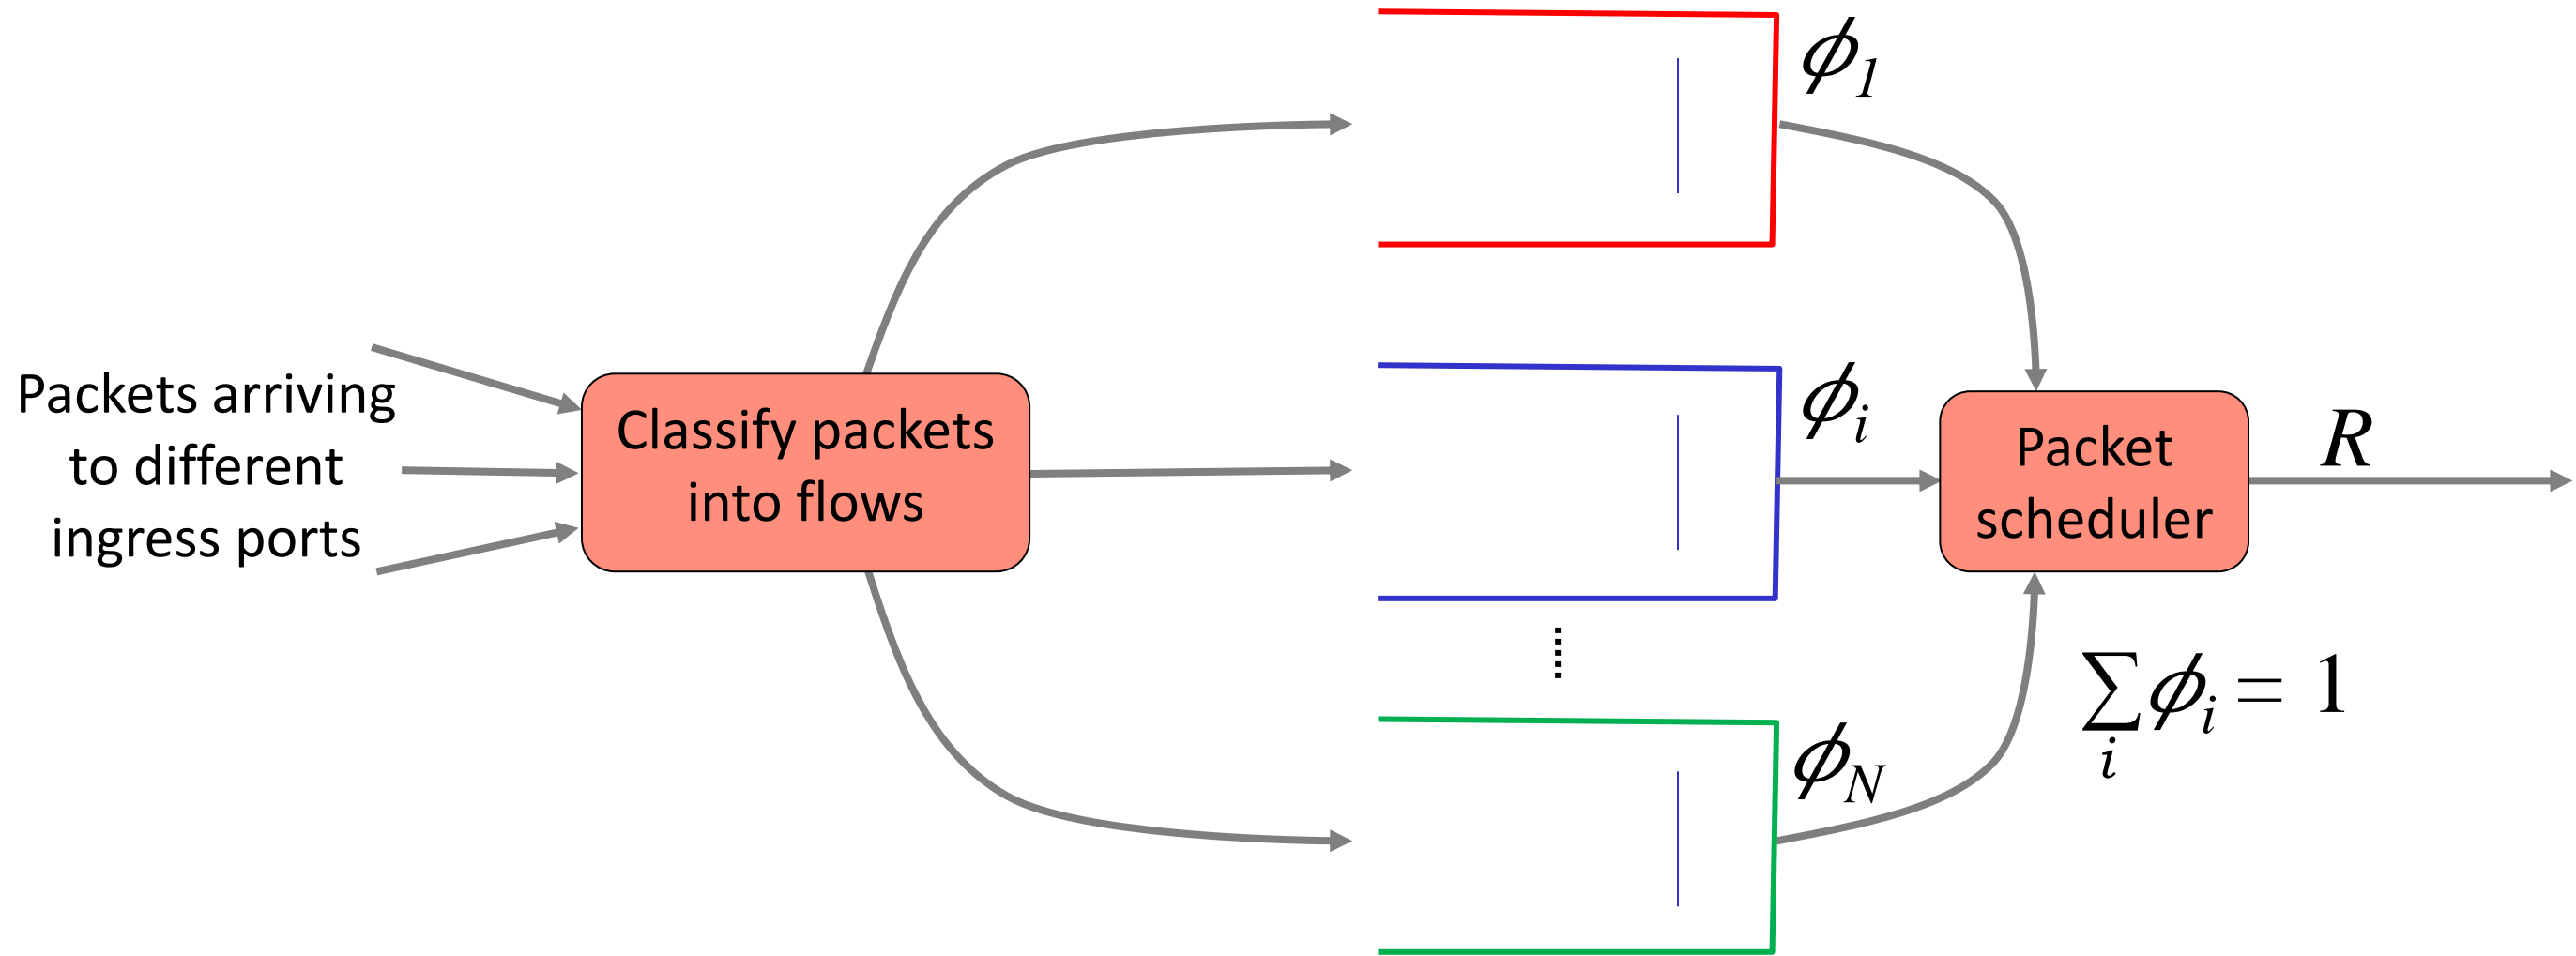 Packets arriving
to different
ingress ports
Classify packets
into flows
ϕ1
ϕi
ϕN
Packet
scheduler
R
∑ϕi = 1
i